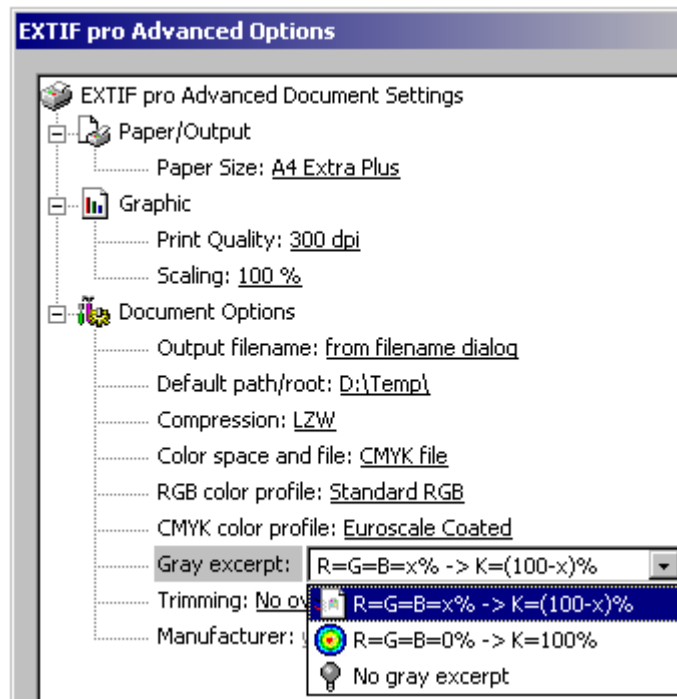 EXTIF pro Advanced Options
EXTIF pro Advanced Document Settings
Paper/Output
Paper Size: A4 Extra Plus
Graphic
Print Quality: 300 dpi
Scaling: 100 %
Document Options
Output filename: from filename dialog
Default path/root: D:\Temp\
Compression: LZW
Color space and file: CMYK file
RGB color profile: Standard RGB
CMYK color profile: Euroscale Coated
Gray excerpt: R=G=B=x% -> K=(100-x)%
Trimming: No R=G=B=x% -> K=(100-x)%
Manufacturer: R=G=B=0% -> K=100%
No gray excerpt